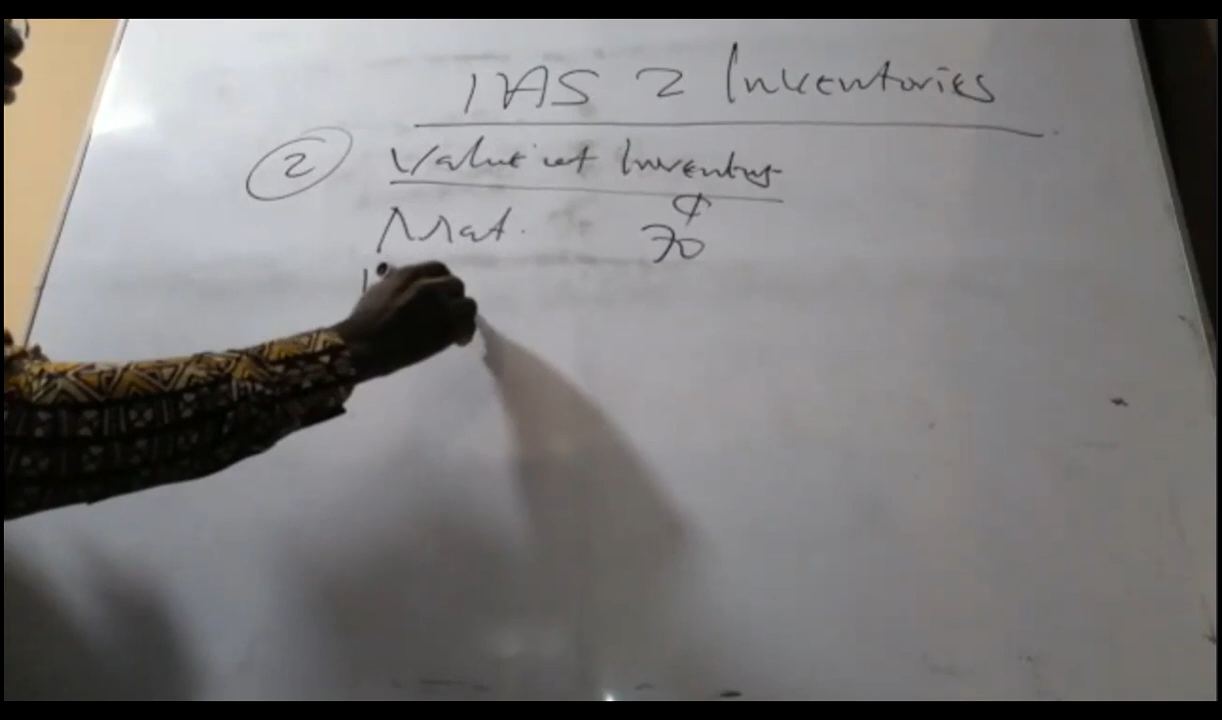 IAS 2 Inventories
② Value of Inventory
¢
Mat. 70